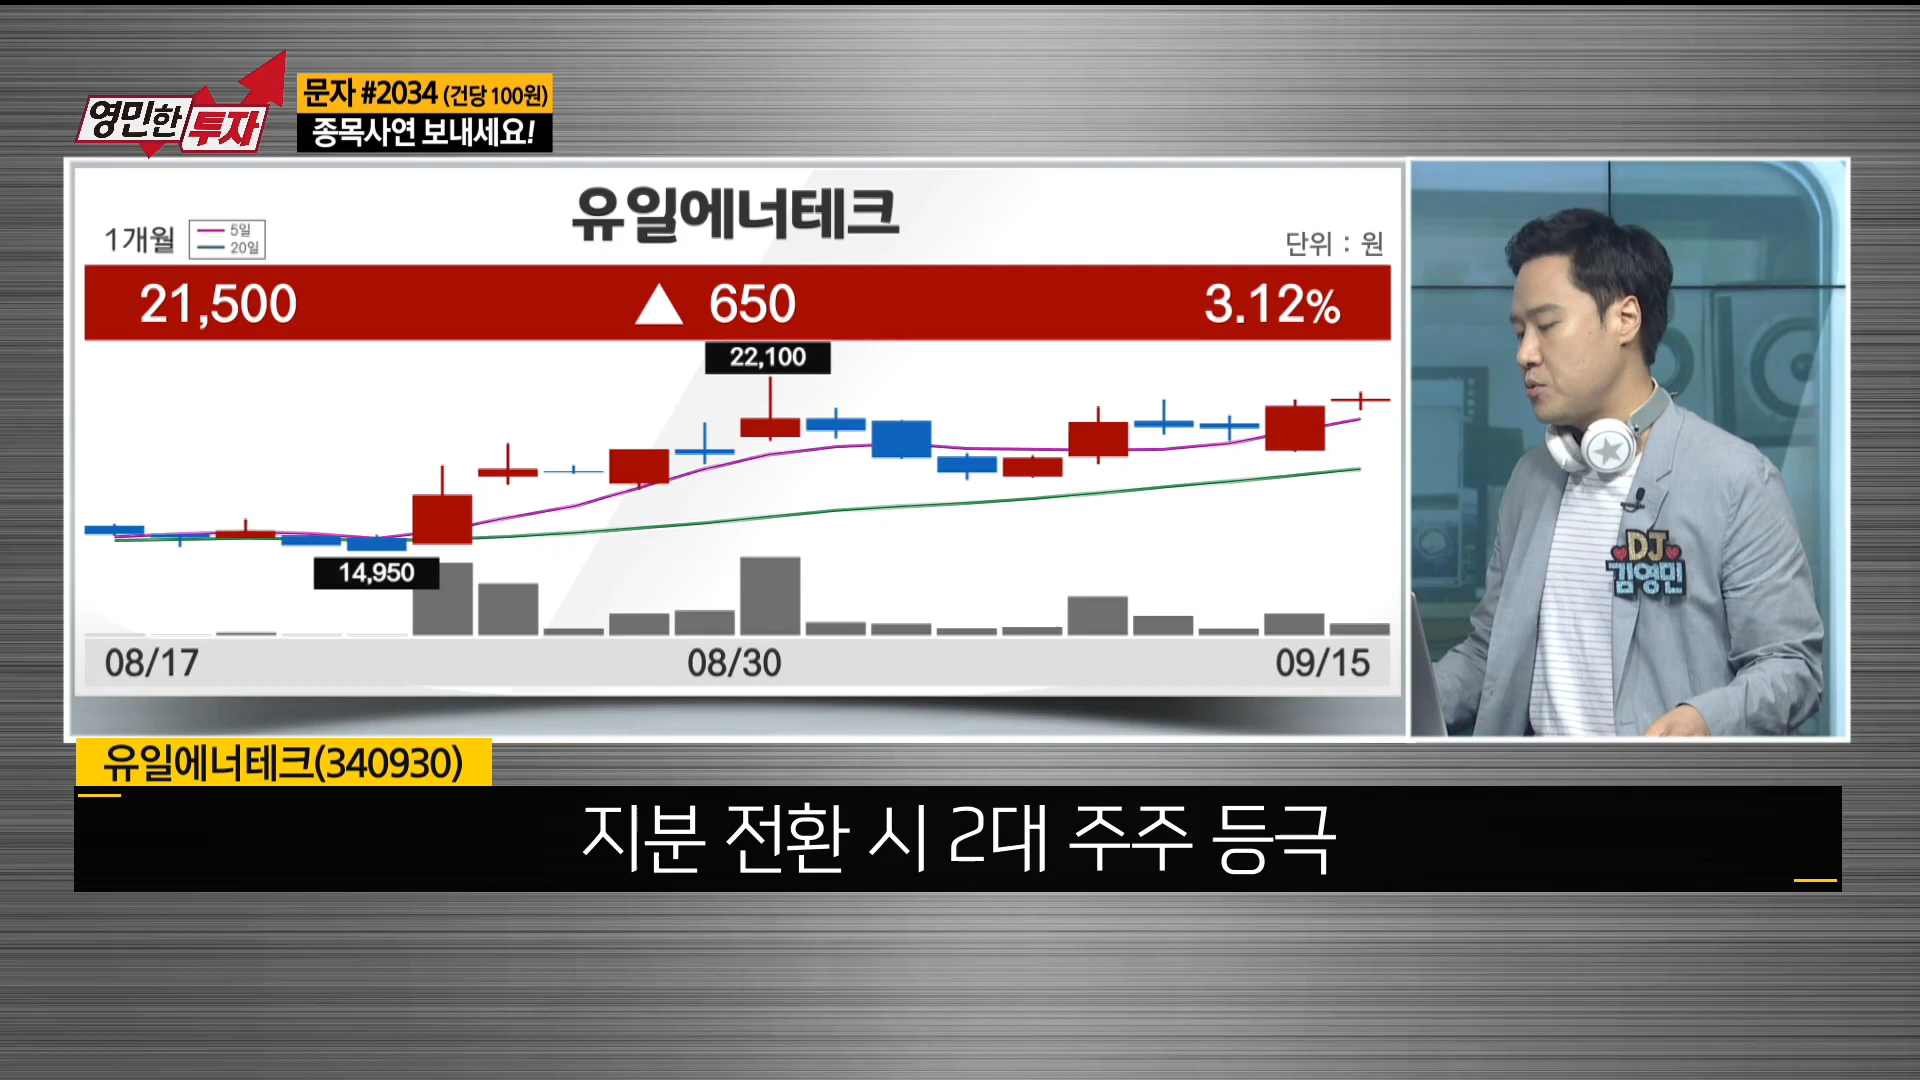 영민한 투자
문자 #2034 (건당 100원)
종목사연 보내세요!
유일에너테크
1개월
5일
20일
단위 : 원
21,500 ▲ 650 3.12%
22,100
14,950
08/17 08/30 09/15
DJ
김영민
유일에너테크(340930)
지분 전환 시 2대 주주 등극